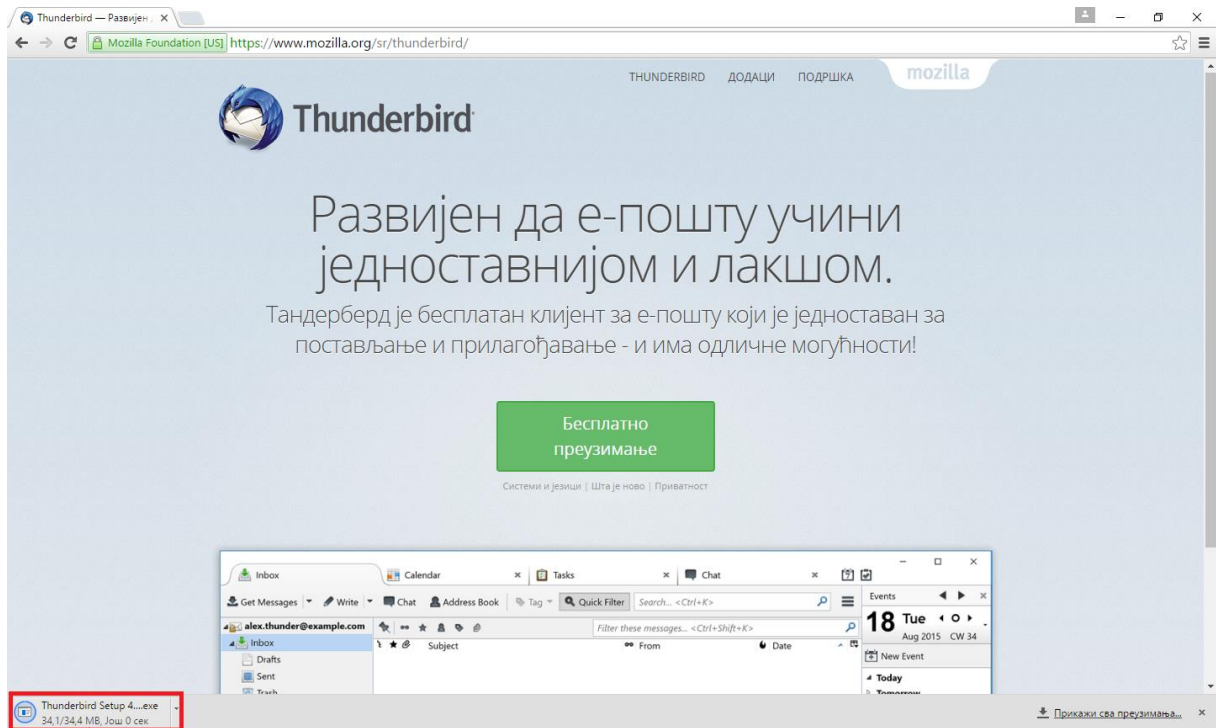 Thunderbird — Развијен
Mozilla Foundation [US] https://www.mozilla.org/sr/thunderbird/
THUNDERBIRD ДОДАЦИ ПОДРШКА mozilla
Thunderbird
Развијен да е-пошту учини
једноставнијом и лакшом.
Тандерберд је бесплатан клијент за е-пошту који је једноставан за
постављање и прилагођавање - и има одличне могућности!
Бесплатно
преузимање
Системи и језици | Шта је ново | Приватност
Inbox Calendar Tasks Chat
Get Messages Write Chat Address Book Tag Quick Filter Search... <Ctrl+K> Events
18 Tue
Aug 2015 CW 34
alex.thunder@example.com Filter these messages... <Ctrl+Shift+K>
Inbox Subject From Date
Drafts New Event
Sent Today
Trash Tomorrow
Thunderbird Setup 4....exe
34,1/34,4 MB, Још 0 сек
Прикажи сва преузимања...